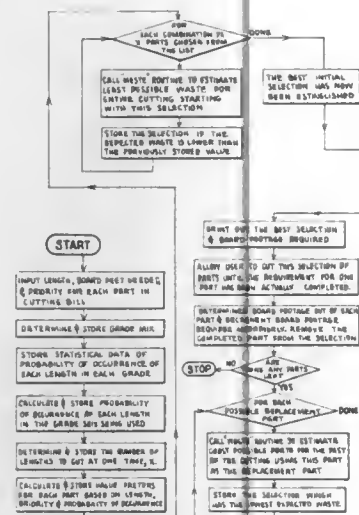 FOR
EACH COMBINATION OF
X PARTS CHOSEN FROM
THE LIST
DONE
CALL WASTE ROUTINE TO ESTIMATE
LEAST POSSIBLE WASTE FOR
ENTIRE CUTTING STARTING
WITH THIS SELECTION
STORE THE SELECTION IF THE
EXPECTED WASTE IS LOWER THAN
THE PREVIOUSLY STORED VALUE
THE BEST INITIAL
SELECTION HAS NOW
BEEN ESTABLISHED
START
INPUT LENGTH, BOARD FEET NEEDED,
& PRIORITY FOR EACH PART IN
CUTTING BILL
DETERMINE & STORE GRADE MIX
STORE STATISTICAL DATA OF
PROBABILITY OF OCCURRENCE OF
EACH LENGTH IN EACH GRADE
CALCULATE & STORE PROBABILITY
OF OCCURANCE OF EACH LENGTH
IN THE GRADE MIX BEING USED
DETERMINE & STORE THE NUMBER OF
LENGTHS TO CUT AT ONE TIME, X.
CALCULATE & STORE VALUE FACTORS
FOR EACH PART BASED ON LENGTH,
PRIORITY & PROBABILITY OF OCCURENCE
PRINT OUT THE BEST SELECTION
& BOARD FOOTAGE REQUIRED
ALLOW USER TO CUT THIS SELECTION OF
PARTS UNTIL THE REQUIREMENT FOR ONE
PART HAS BEEN ACTUALLY COMPLETED.
BOARD FOOTAGE OUT OF EACH
PART & DECREMENT BOARD FOOTAGE
REQUIRED ACCORDINGLY. REMOVE THE
COMPLETED PART FROM THE SELECTION
STOP
NO
ARE
ANY PARTS
LEFT
YES
FOR EACH
POSSIBLE REPLACEMENT
PART
DONE
CALL WASTE ROUTINE TO ESTIMATE
POSSIBLE FOR THE REST
OF THE CUTTING USING THIS PART
AS THE REPLACEMENT PART
STORE THE SELECTION WHICH
HAS THE LOWEST EXPECTED WASTE